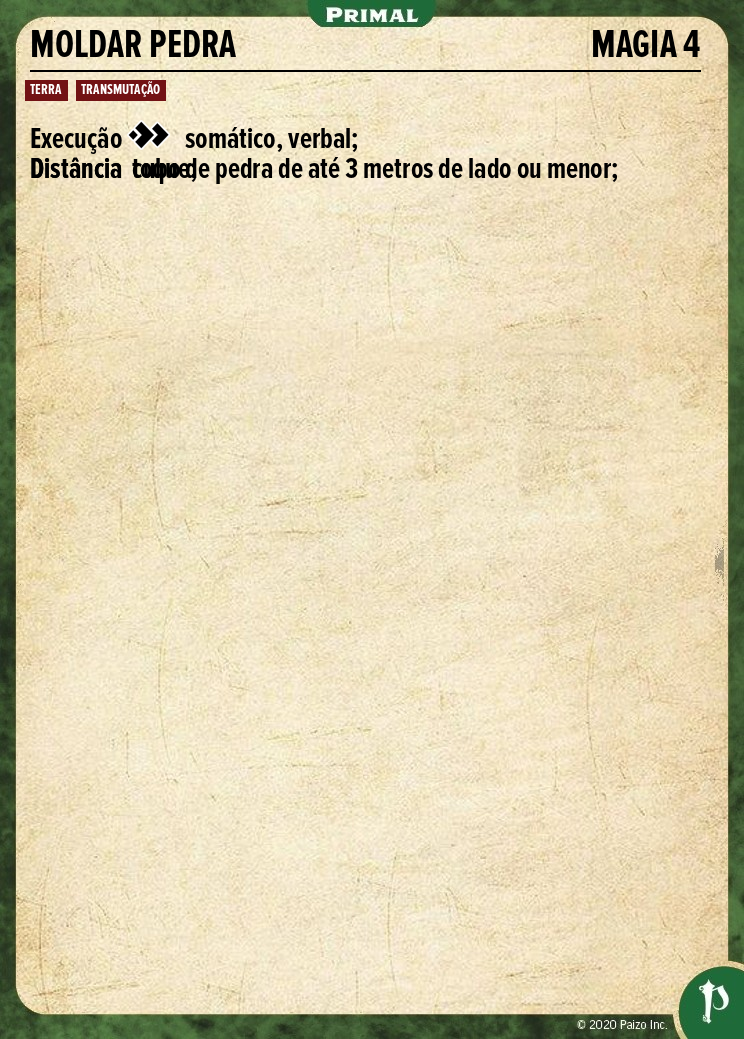 PRIMAL
MOLDAR PEDRA MAGIA 4
TERRA TRANSMUTAÇÃO
Execução somático, verbal;
Distância de pedra de até 3 metros de lado ou menor;
© 2020 Paizo Inc.